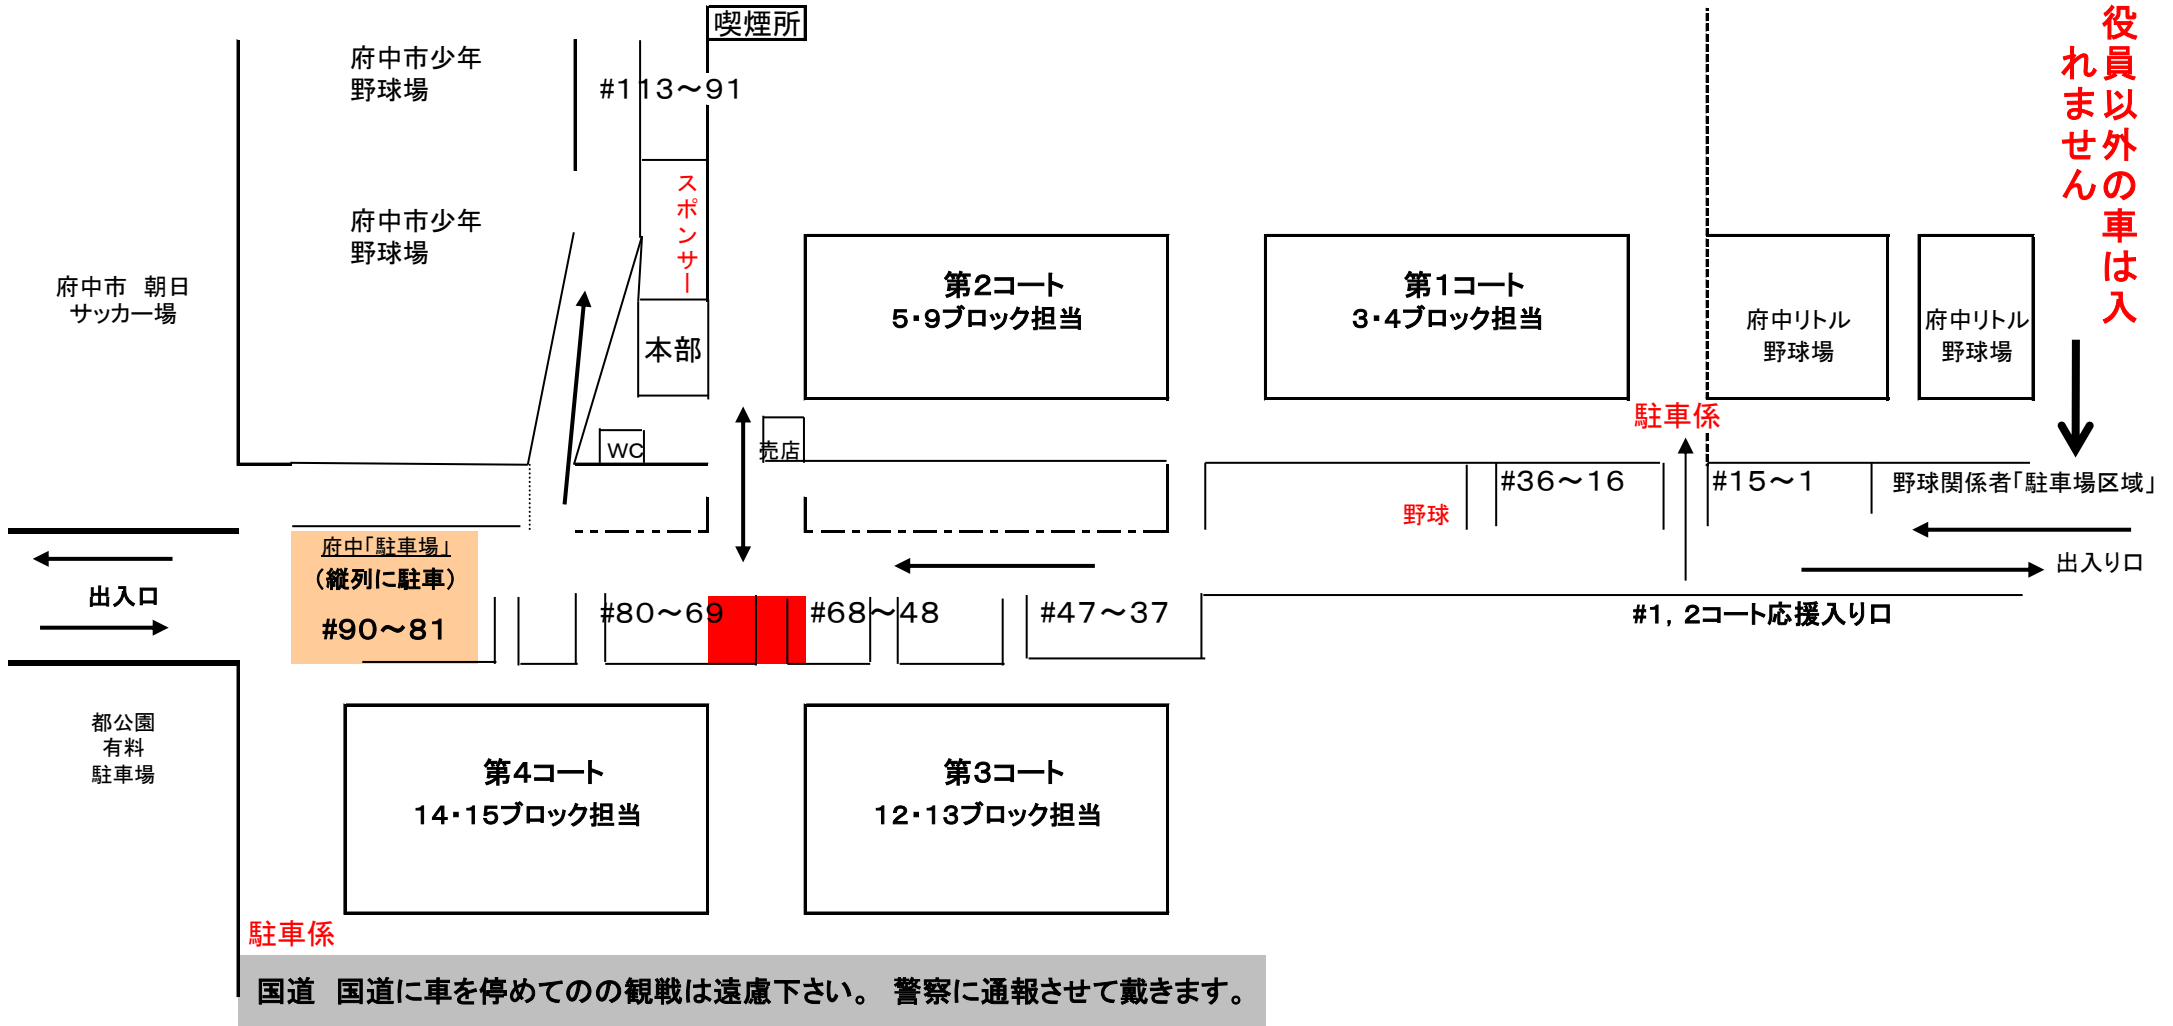 喫煙所
役員以外の車は入
れません
府中市少年
野球場
#113～91
スポンサー
府中市少年
野球場
府中市 朝日
サッカー場
第2コート
5・9ブロック担当
第1コート
3・4ブロック担当
府中リトル
野球場
府中リトル
野球場
本部
駐車係
WC
売店
#36～16
#15～1
野球関係者「駐車場区域」
野球
府中「駐車場」
（縦列に駐車）
#90～81
出入口
出入り口
#80～69
#68～48
#47～37
#1，2コート応援入り口
都公園
有料
駐車場
第4コート
14・15ブロック担当
第3コート
12・13ブロック担当
駐車係
国道 国道に車を停めてのの観戦は遠慮下さい。 警察に通報させて戴きます。